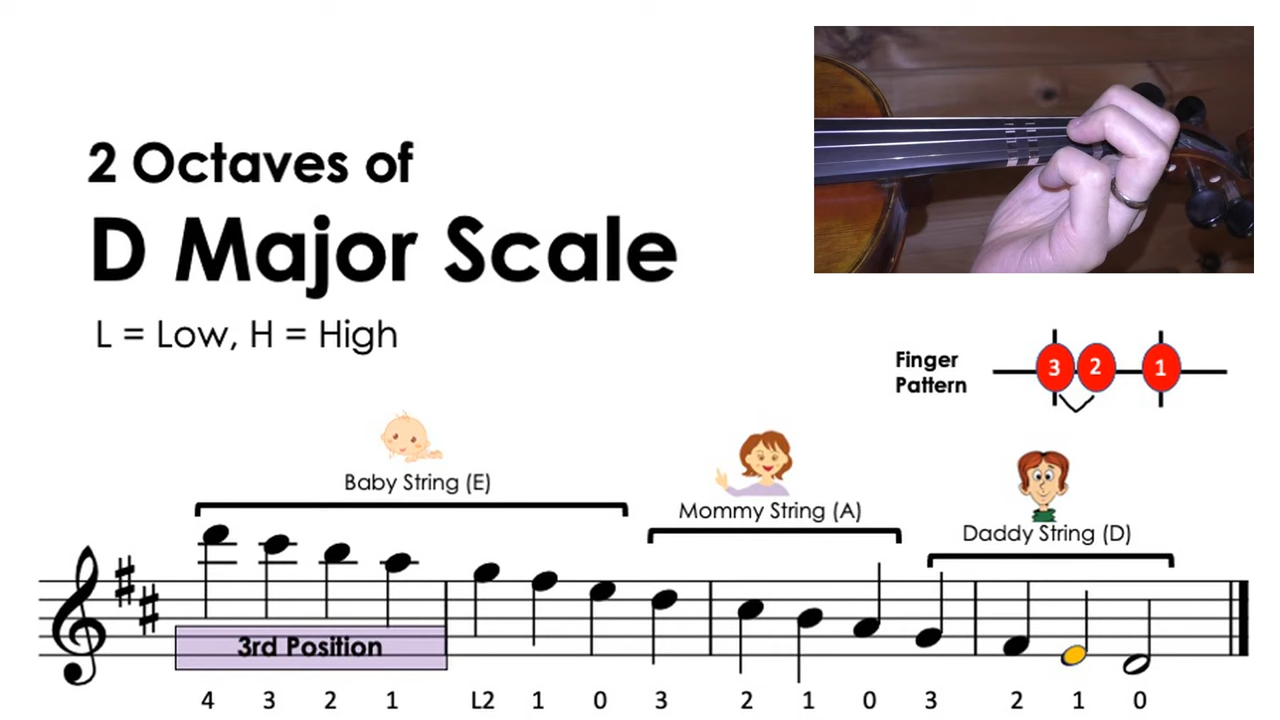 2 Octaves of
D Major Scale
L = Low, H = High
Finger
Pattern
3 2 1
Baby String (E)
Mommy String (A)
Daddy String (D)
3rd Position
4 3 2 1 L2 1 0 3 2 1 0 3 2 1 0